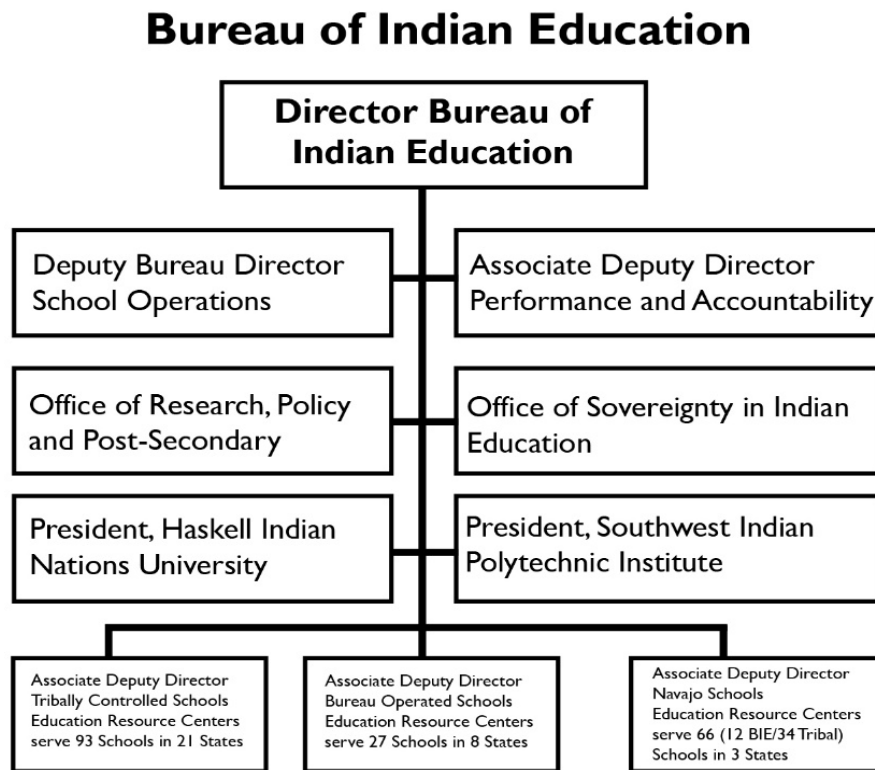 Bureau of Indian Education
Director Bureau of
Indian Education
Deputy Bureau Director
School Operations
Associate Deputy Director
Performance and Accountability
Office of Research, Policy
and Post-Secondary
Office of Sovereignty in Indian
Education
President, Haskell Indian
Nations University
President, Southwest Indian
Polytechnic Institute
Associate Deputy Director
Tribally Controlled Schools
Education Resource Centers
serve 93 Schools in 21 States
Associate Deputy Director
Bureau Operated Schools
Education Resource Centers
serve 27 Schools in 8 States
Associate Deputy Director
Navajo Schools
Education Resource Centers
serve 66 (12 BIE/34 Tribal)
Schools in 3 States